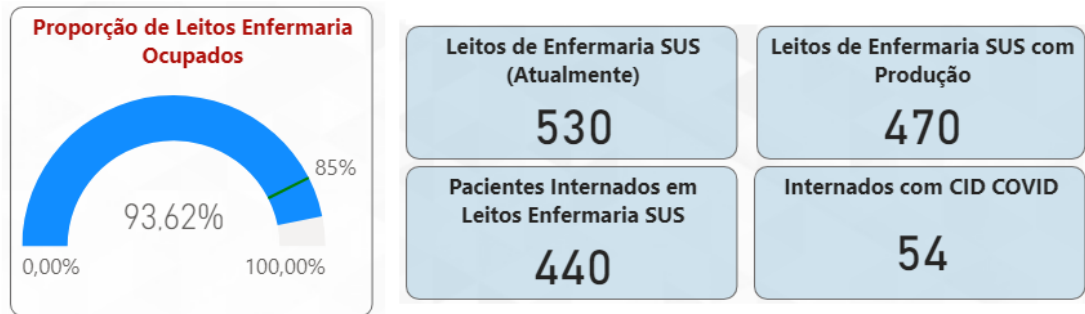 Proporção de Leitos Enfermaria
Ocupados
85%
93,62%
0,00%
100,00%
Leitos de Enfermaria SUS
(Atualmente)
530
Leitos de Enfermaria SUS com
Produção
470
Pacientes Internados em
Leitos Enfermaria SUS
440
Internados com CID COVID
54